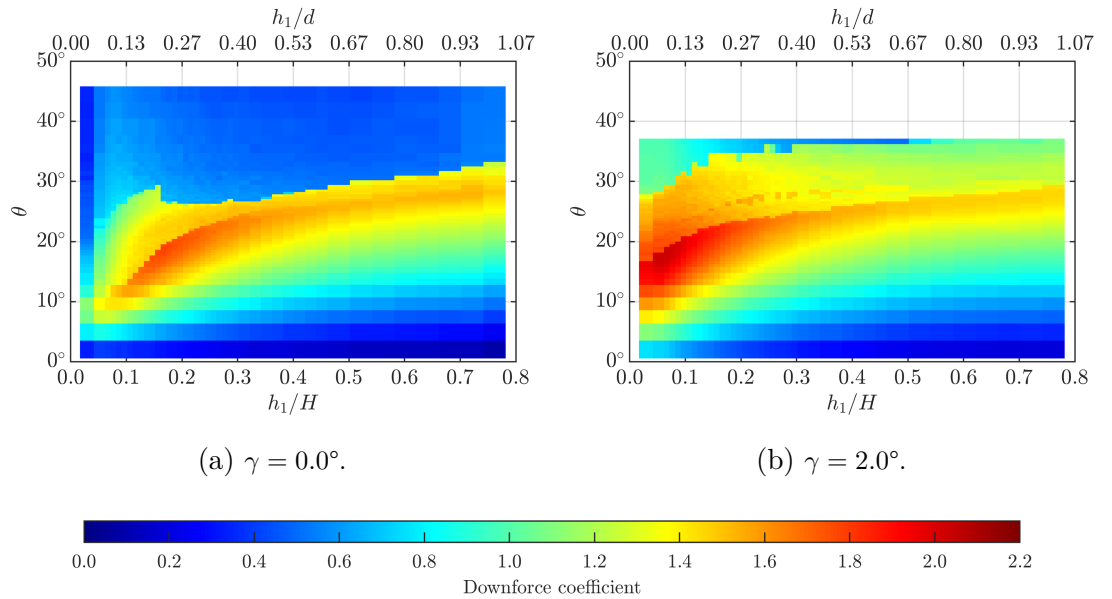 h₁/d
0.00 0.13 0.27 0.40 0.53 0.67 0.80 0.93 1.07
50°
40°
30°
20°
10°
0°
θ
0.0 0.1 0.2 0.3 0.4 0.5 0.6 0.7 0.8
h₁/H
(a) γ = 0.0°.
h₁/d
0.00 0.13 0.27 0.40 0.53 0.67 0.80 0.93 1.07
50°
40°
30°
20°
10°
0°
θ
0.0 0.1 0.2 0.3 0.4 0.5 0.6 0.7 0.8
h₁/H
(b) γ = 2.0°.
0.0 0.2 0.4 0.6 0.8 1.0 1.2 1.4 1.6 1.8 2.0 2.2
Downforce coefficient